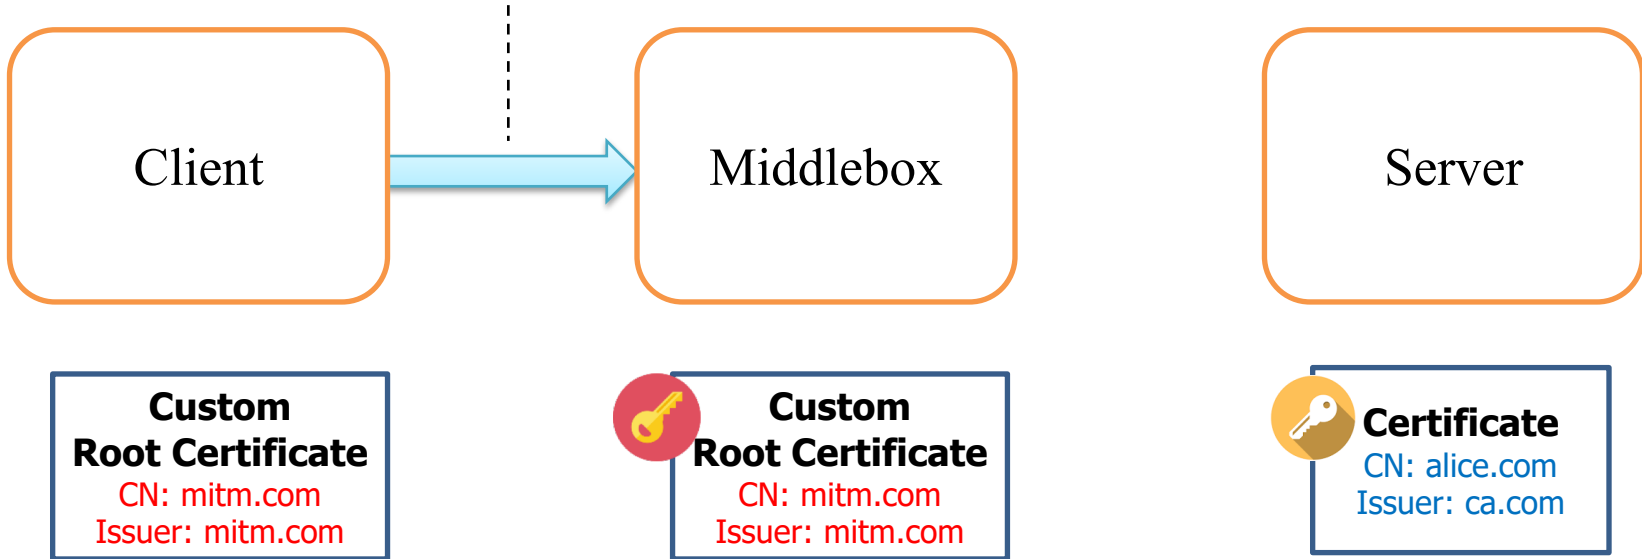 Client
Middlebox
Server
Custom
Root Certificate
CN: mitm.com
Issuer: mitm.com
Custom
Root Certificate
CN: mitm.com
Issuer: mitm.com
Certificate
CN: alice.com
Issuer: ca.com